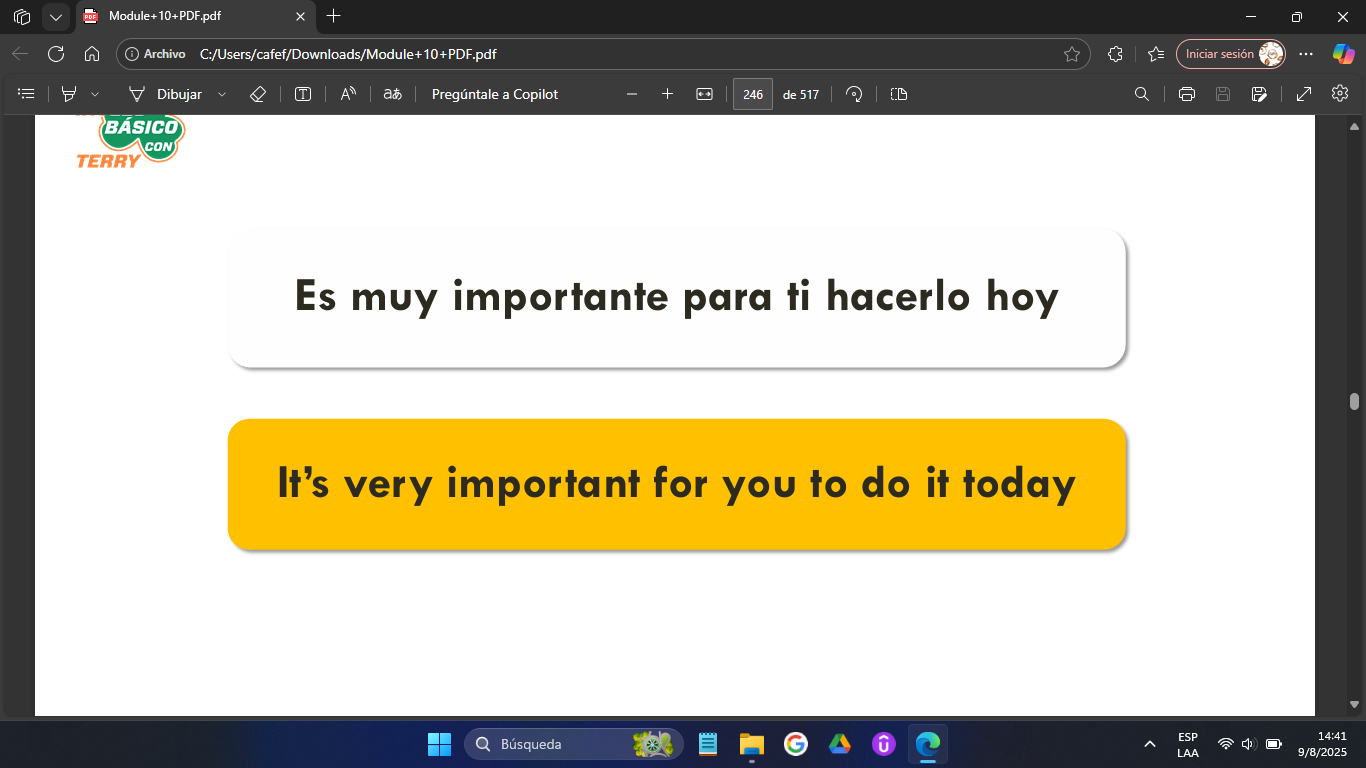 Module+10+PDF.pdf
Archivo C:/Users/cafef/Downloads/Module+10+PDF.pdf Iniciar sesión
Dibujar Pregúntale a Copilot 246 de 517
BÁSICO
CON
TERRY
Es muy importante para ti hacerlo hoy
It's very important for you to do it today
Búsqueda
ESP
LAA
14:41
9/8/2025